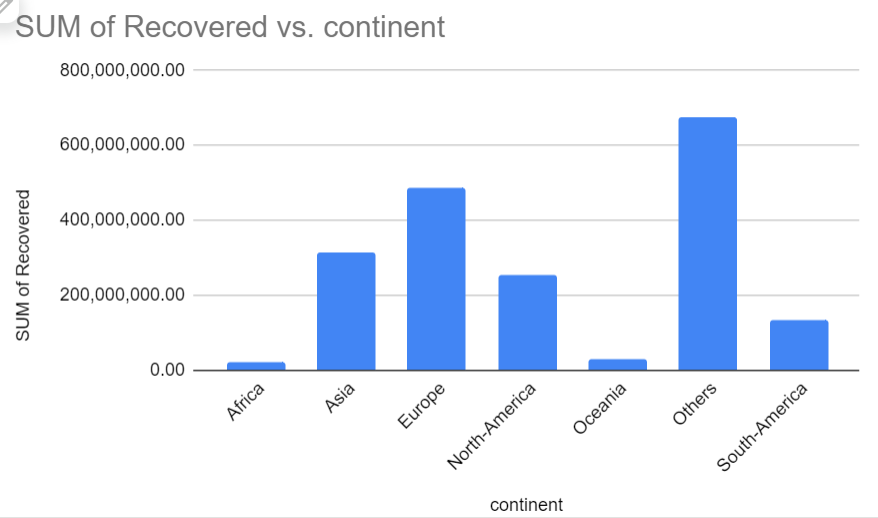 SUM of Recovered vs. continent
800,000,000.00
600,000,000.00
400,000,000.00
200,000,000.00
0.00
SUM of Recovered
Africa
Asia
Europe
North-America
Oceania
Others
South-America
continent